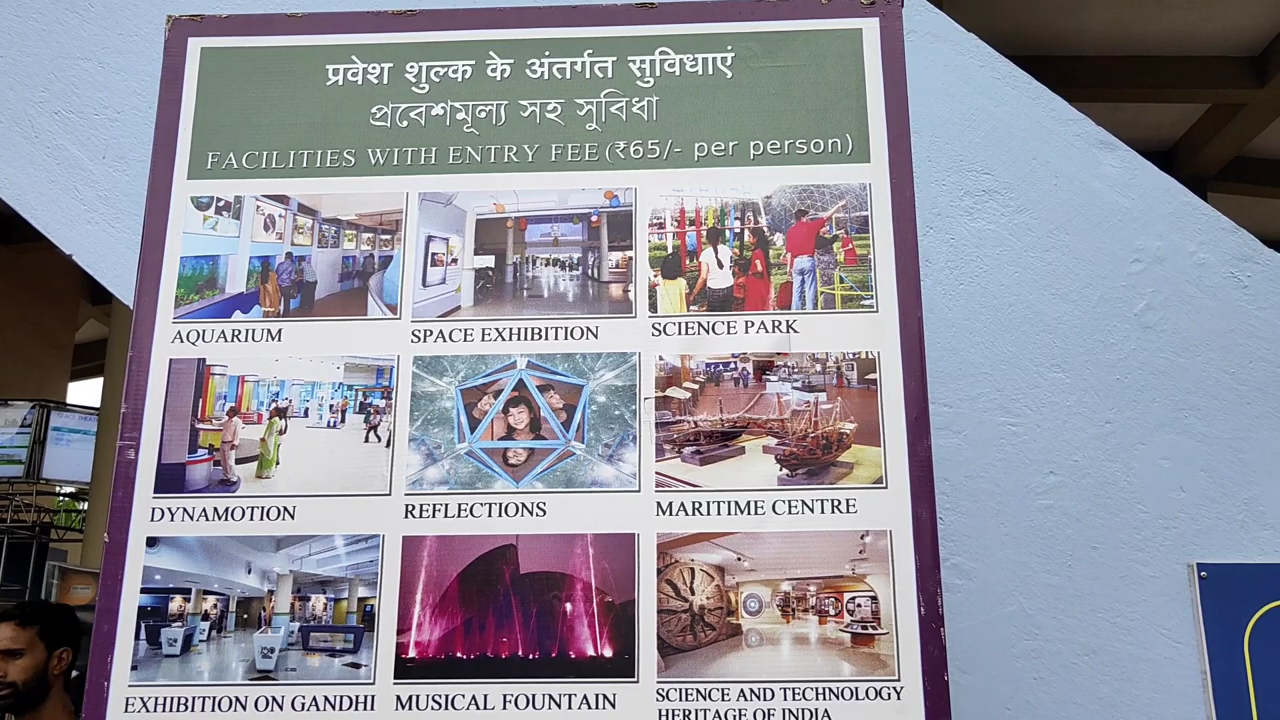 प्रवेश शुल्क के अंतर्गत सुविधाएं
প্রবেশমূল্য সহ সুবিধা
FACILITIES WITH ENTRY FEE (₹65/- per person)
AQUARIUM
SPACE EXHIBITION
SCIENCE PARK
DYNAMOTION
REFLECTIONS
MARITIME CENTRE
EXHIBITION ON GANDHI
MUSICAL FOUNTAIN
SCIENCE AND TECHNOLOGY
HERITAGE OF INDIA